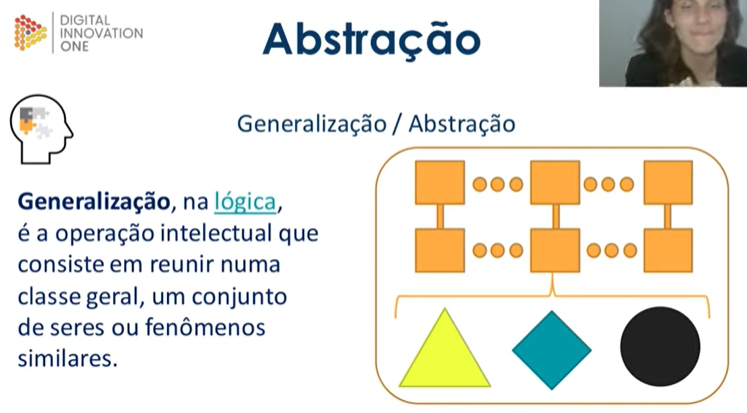 DIGITAL
INNOVATION
ONE
Abstração
Generalização / Abstração
Generalização, na lógica,
é a operação intelectual que
consiste em reunir numa
classe geral, um conjunto
de seres ou fenômenos
similares.